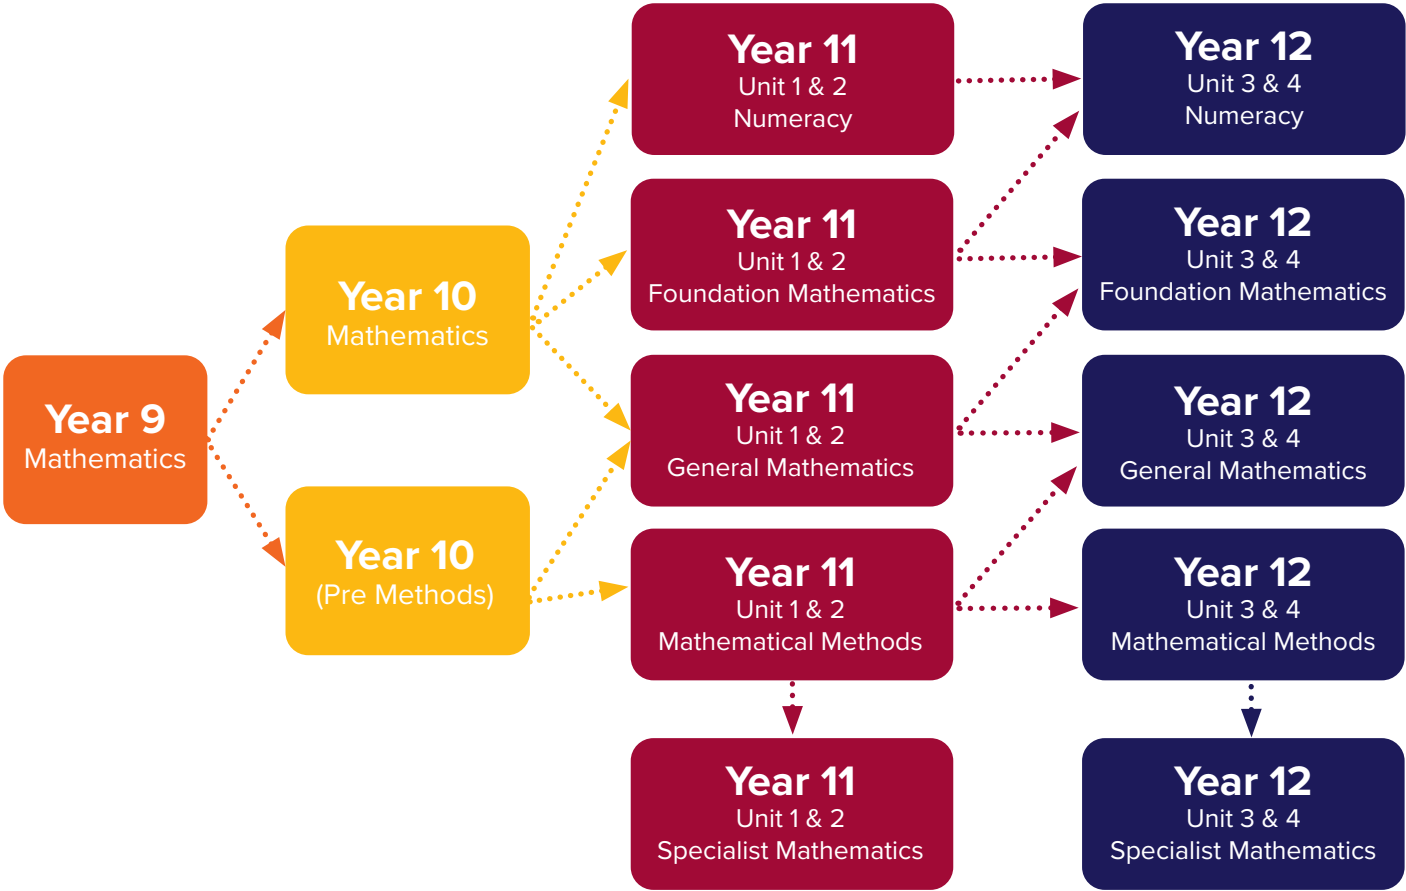 Year 9
Mathematics
Year 10
Mathematics
Year 10
(Pre Methods)
Year 11
Unit 1 & 2
Numeracy
Year 11
Unit 1 & 2
Foundation Mathematics
Year 11
Unit 1 & 2
General Mathematics
Year 11
Unit 1 & 2
Mathematical Methods
Year 11
Unit 1 & 2
Specialist Mathematics
Year 12
Unit 3 & 4
Numeracy
Year 12
Unit 3 & 4
Foundation Mathematics
Year 12
Unit 3 & 4
General Mathematics
Year 12
Unit 3 & 4
Mathematical Methods
Year 12
Unit 3 & 4
Specialist Mathematics